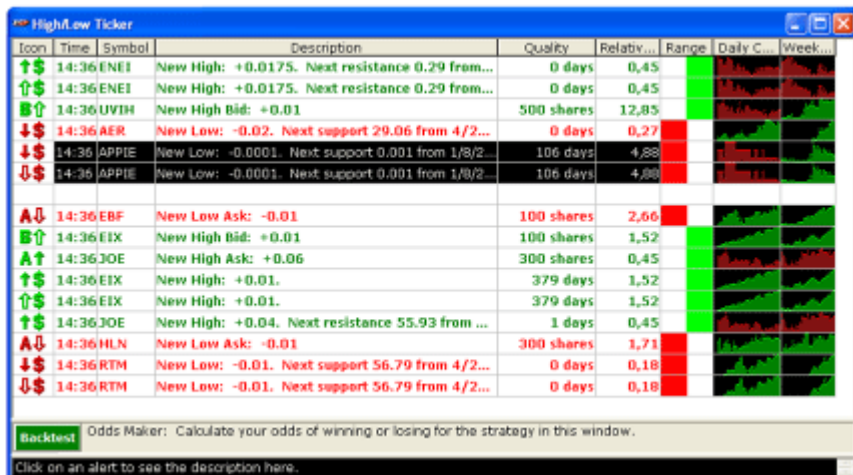 High/Low Ticker
Icon Time Symbol Description Quality Relativ... Range Daily C... Week...
↑$ 14:36 ENEI New High: +0.0175. Next resistance 0.29 from... 0 days 0,45
⇧$ 14:36 ENEI New High: +0.0175. Next resistance 0.29 from... 0 days 0,45
B⇧ 14:36 UVIH New High Bid: +0.01 500 shares 12,85
↓$ 14:36 AER New Low: -0.02. Next support 29.06 from 4/2... 0 days 0,27
↓$ 14:36 APPIE New Low: -0.0001. Next support 0.001 from 1/8/2... 106 days 4,88
⇩$ 14:36 APPIE New Low: -0.0001. Next support 0.001 from 1/8/2... 106 days 4,88
A⇩ 14:36 EBF New Low Ask: -0.01 100 shares 2,66
B⇧ 14:36 EIX New High Bid: +0.01 100 shares 1,52
A↑ 14:36 JOE New High Ask: +0.06 300 shares 0,45
↑$ 14:36 EIX New High: +0.01. 379 days 1,52
⇧$ 14:36 EIX New High: +0.01. 379 days 1,52
↑$ 14:36 JOE New High: +0.04. Next resistance 55.93 from ... 1 days 0,45
A⇩ 14:36 HLN New Low Ask: -0.01 300 shares 1,71
↓$ 14:36 RTM New Low: -0.01. Next support 56.79 from 4/2... 0 days 0,18
⇩$ 14:36 RTM New Low: -0.01. Next support 56.79 from 4/2... 0 days 0,18
Backtest Odds Maker: Calculate your odds of winning or losing for the strategy in this window.
Click on an alert to see the description here.